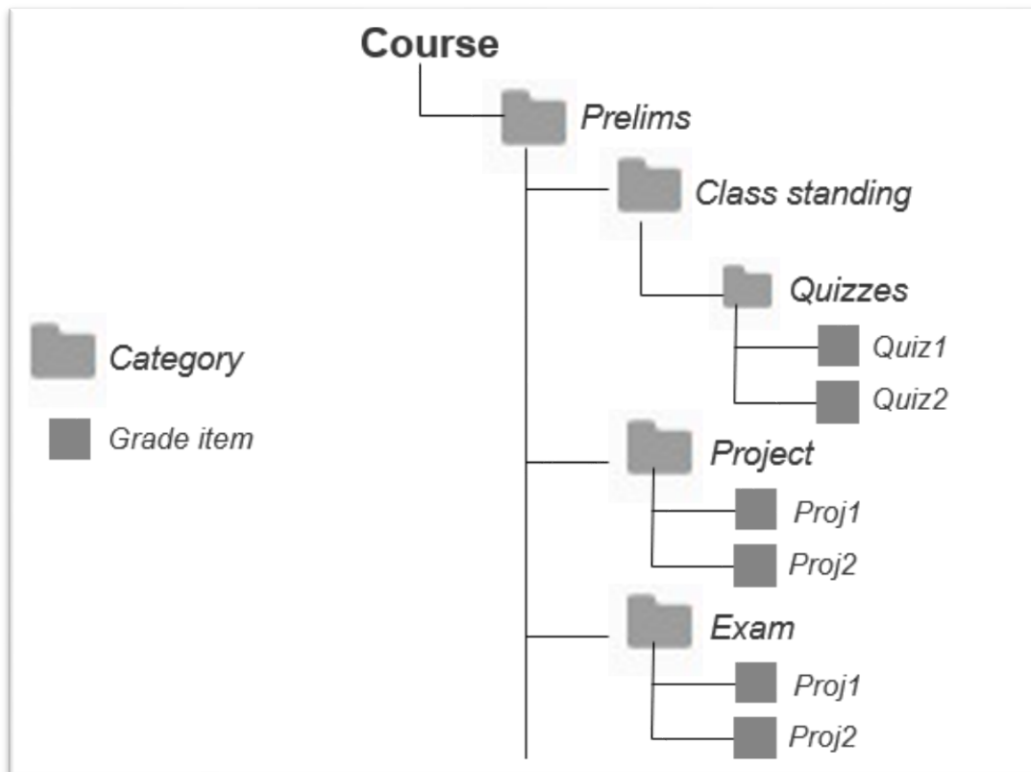 Course
Prelims
Class standing
Quizzes
Quiz1
Quiz2
Category
Grade item
Project
Proj1
Proj2
Exam
Proj1
Proj2